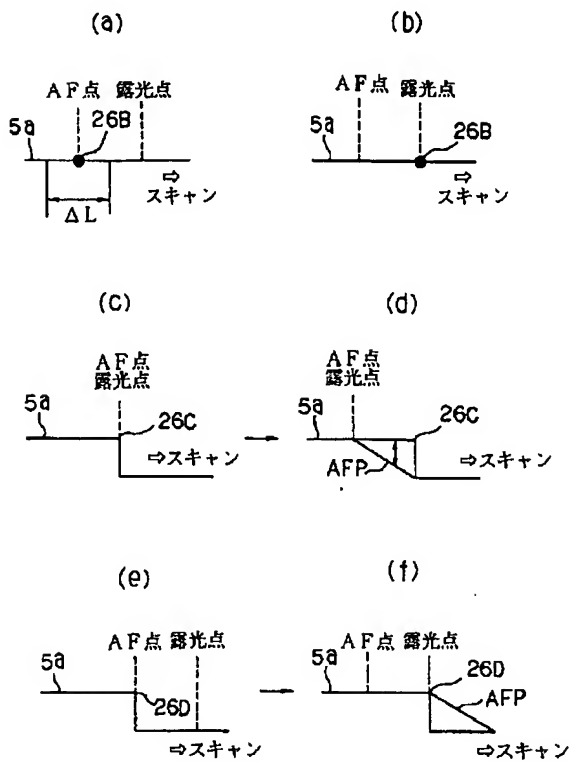 (a)
AF点 露光点
5a
26B
⇨
スキャン
ΔL
(b)
AF点 露光点
5a
26B
⇨
スキャン
(c)
AF点
露光点
5a
26C
⇨スキャン
(d)
AF点
露光点
5a
26C
⇨スキャン
AFP
(e)
AF点 露光点
5a
26D
⇨スキャン
(f)
AF点 露光点
5a
26D
AFP
⇨スキャン